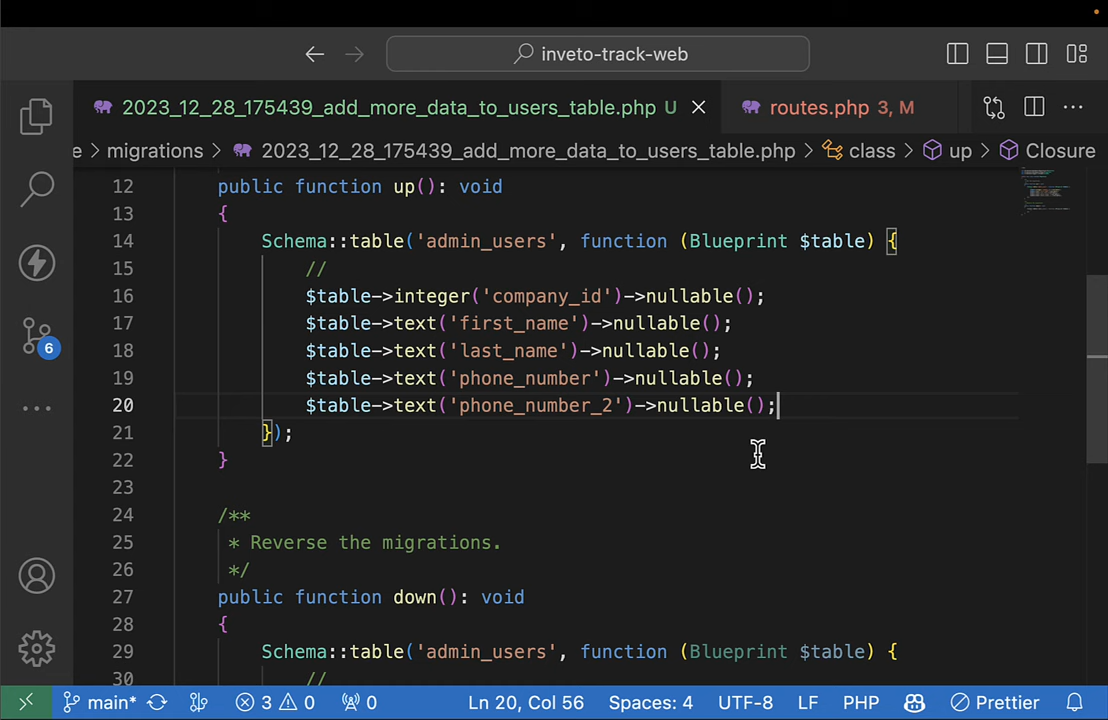 inveto-track-web
2023_12_28_175439_add_more_data_to_users_table.php U
routes.php 3, M
e > migrations > 2023_12_28_175439_add_more_data_to_users_table.php > class > up > Closure
12 public function up(): void
13 {
14 Schema::table('admin_users', function (Blueprint $table) {
15 //
16 $table->integer('company_id')->nullable();
17 $table->text('first_name')->nullable();
18 $table->text('last_name')->nullable();
19 $table->text('phone_number')->nullable();
20 $table->text('phone_number_2')->nullable();
21 });
22 }
23
24 /**
25 * Reverse the migrations.
26 */
27 public function down(): void
28 {
29 Schema::table('admin_users', function (Blueprint $table) {
30 //
6
main* 3 0 0 Ln 20, Col 56 Spaces: 4 UTF-8 LF PHP Prettier